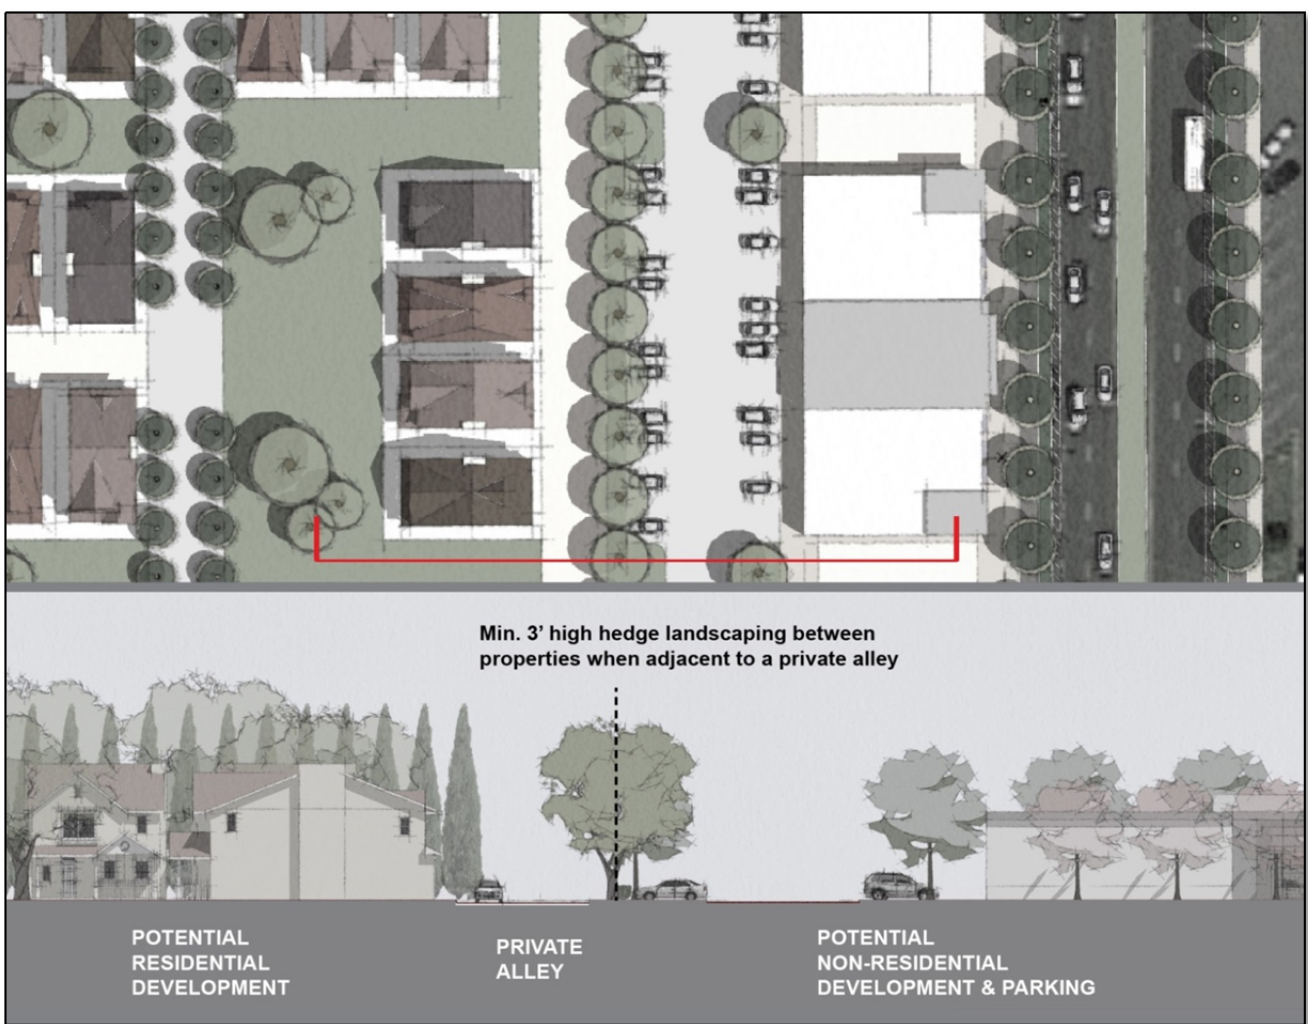 Min. 3’ high hedge landscaping between
properties when adjacent to a private alley
POTENTIAL
RESIDENTIAL
DEVELOPMENT
PRIVATE
ALLEY
POTENTIAL
NON-RESIDENTIAL
DEVELOPMENT & PARKING